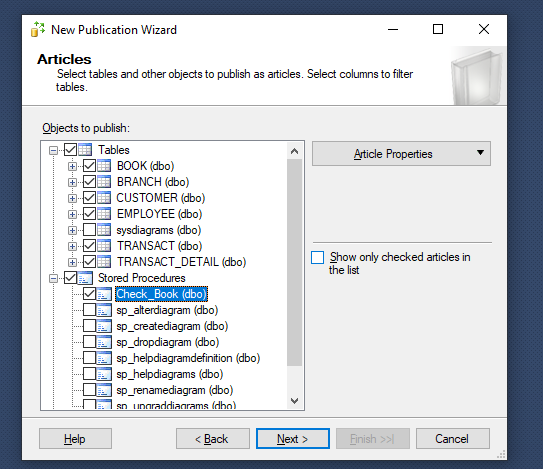 New Publication Wizard
Articles
Select tables and other objects to publish as articles. Select columns to filter
tables.
Objects to publish:
Tables
BOOK (dbo)
BRANCH (dbo)
CUSTOMER (dbo)
EMPLOYEE (dbo)
sysdiagrams (dbo)
TRANSACT (dbo)
TRANSACT_DETAIL (dbo)
Stored Procedures
Check_Book (dbo)
sp_alterdiagram (dbo)
sp_creatediagram (dbo)
sp_dropdiagram (dbo)
sp_helpdiagramdefinition (dbo)
sp_helpdiagrams (dbo)
sp_renamediagram (dbo)
sp_upgraddiagrams (dbo)
Article Properties
Show only checked articles in
the list
Help
< Back
Next >
Finish >>|
Cancel